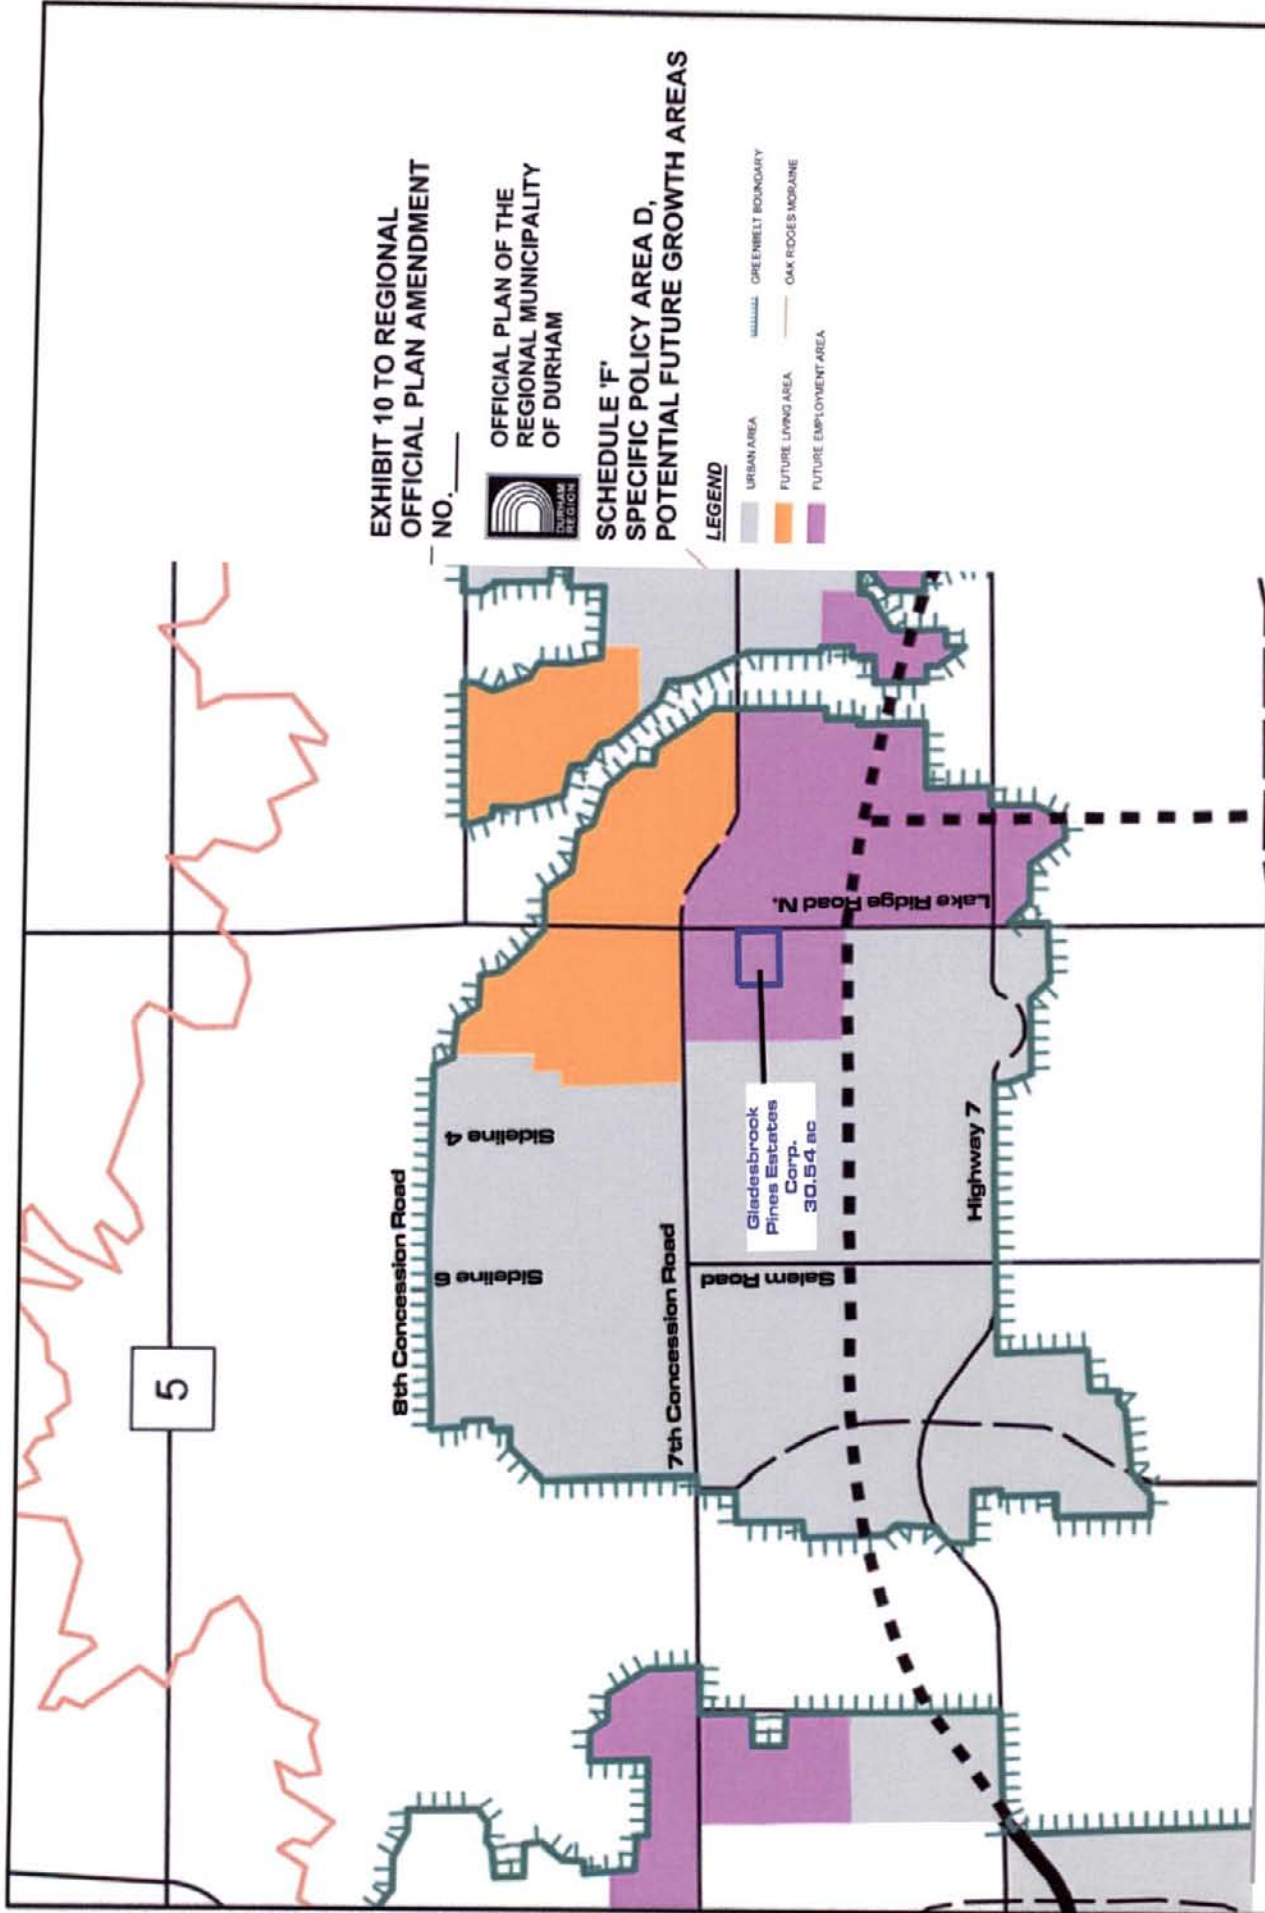 EXHIBIT 10 TO REGIONAL
OFFICIAL PLAN AMENDMENT
NO.
DURHAM
REGION
OFFICIAL PLAN OF THE
REGIONAL MUNICIPALITY
OF DURHAM
SCHEDULE 'F'
SPECIFIC POLICY AREA D,
POTENTIAL FUTURE GROWTH AREAS
LEGEND
URBAN AREA
FUTURE LIVING AREA
FUTURE EMPLOYMENT AREA
GREENBELT BOUNDARY
OAK RIDGES MORAINE
5
8th Concession Road
Sideline 6
Sideline 4
7th Concession Road
Salem Road
Gladesbrook
Pines Estates
Corp.
30.54 ac
Lake Ridge Road N.
Highway 7